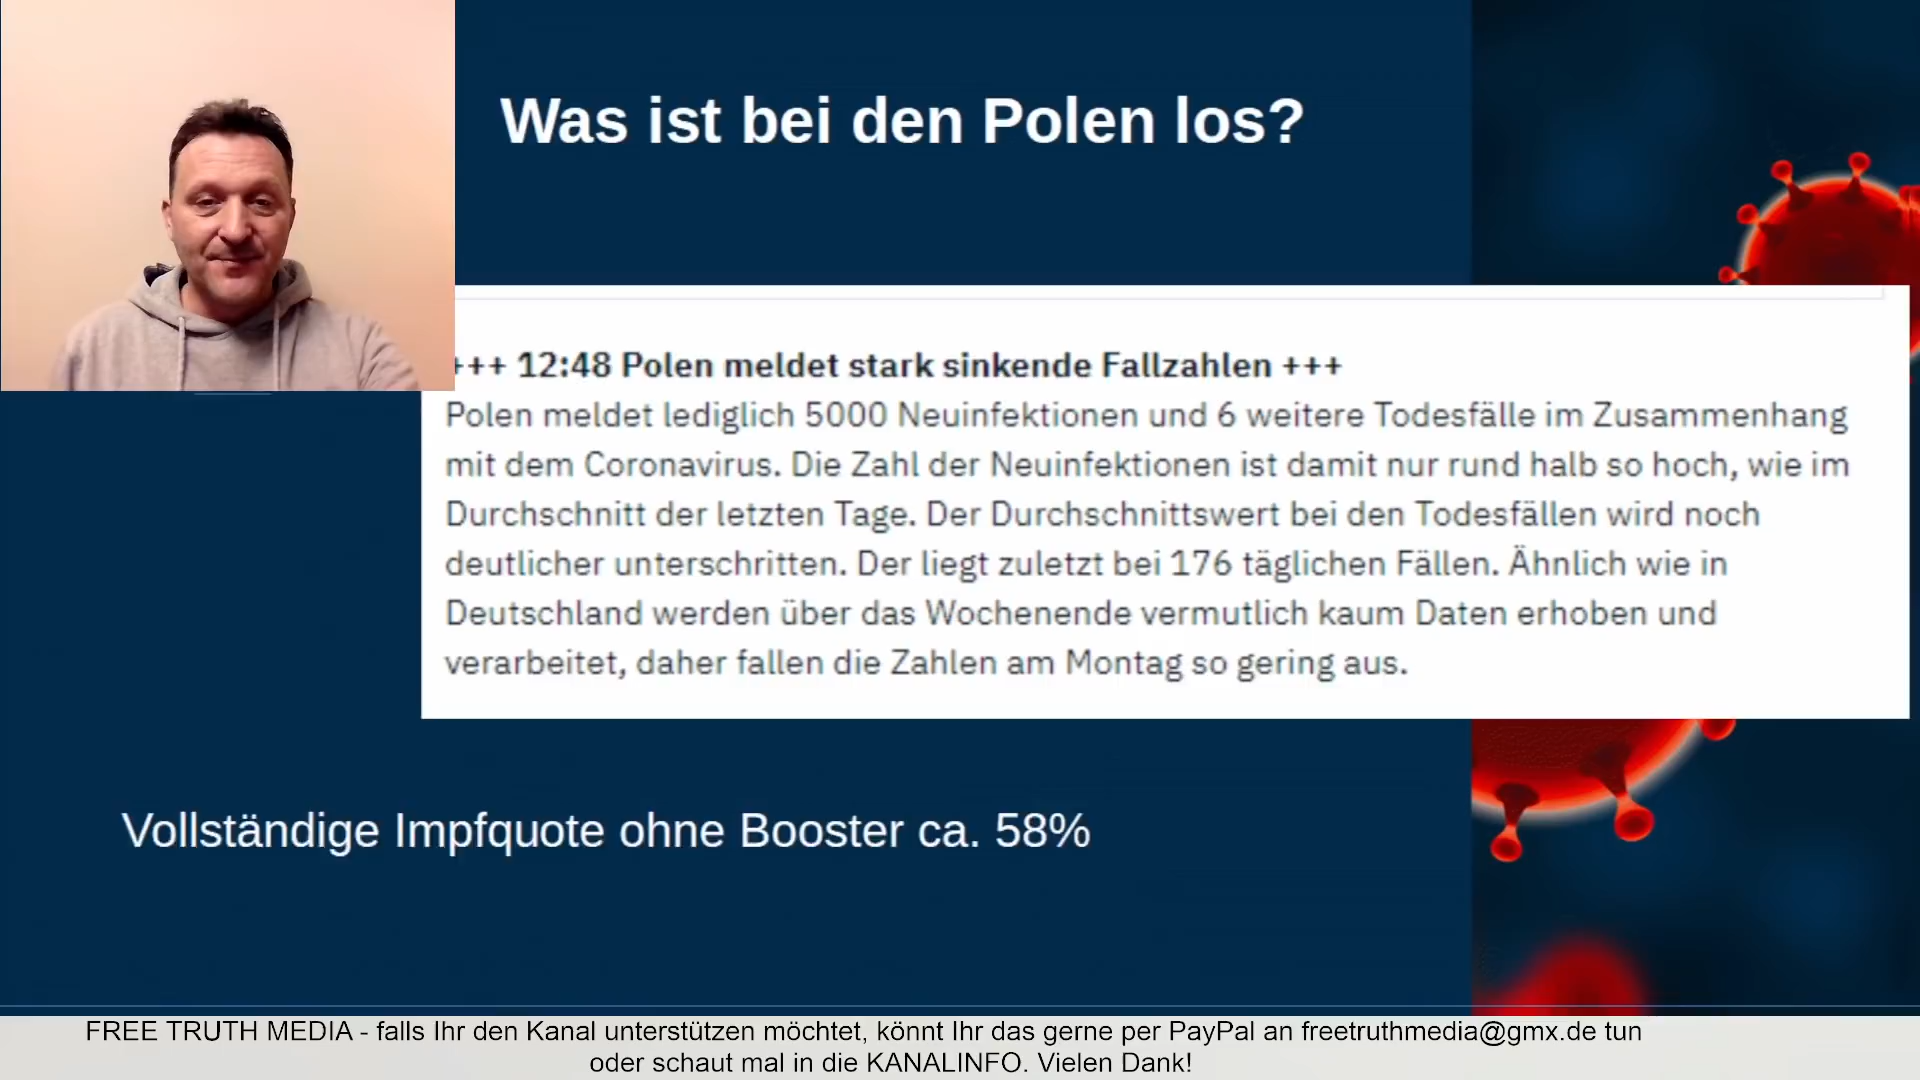 Was ist bei den Polen los?
+++ 12:48 Polen meldet stark sinkende Fallzahlen +++
Polen meldet lediglich 5000 Neuinfektionen und 6 weitere Todesfälle im Zusammenhang
mit dem Coronavirus. Die Zahl der Neuinfektionen ist damit nur rund halb so hoch, wie im
Durchschnitt der letzten Tage. Der Durchschnittswert bei den Todesfällen wird noch
deutlicher unterschritten. Der liegt zuletzt bei 176 täglichen Fällen. Ähnlich wie in
Deutschland werden über das Wochenende vermutlich kaum Daten erhoben und
verarbeitet, daher fallen die Zahlen am Montag so gering aus.
Vollständige Impfquote ohne Booster ca. 58%
FREE TRUTH MEDIA - falls Ihr den Kanal unterstützen möchtet, könnt Ihr das gerne per PayPal an freetruthmedia@gmx.de tun
oder schaut mal in die KANALINFO. Vielen Dank!